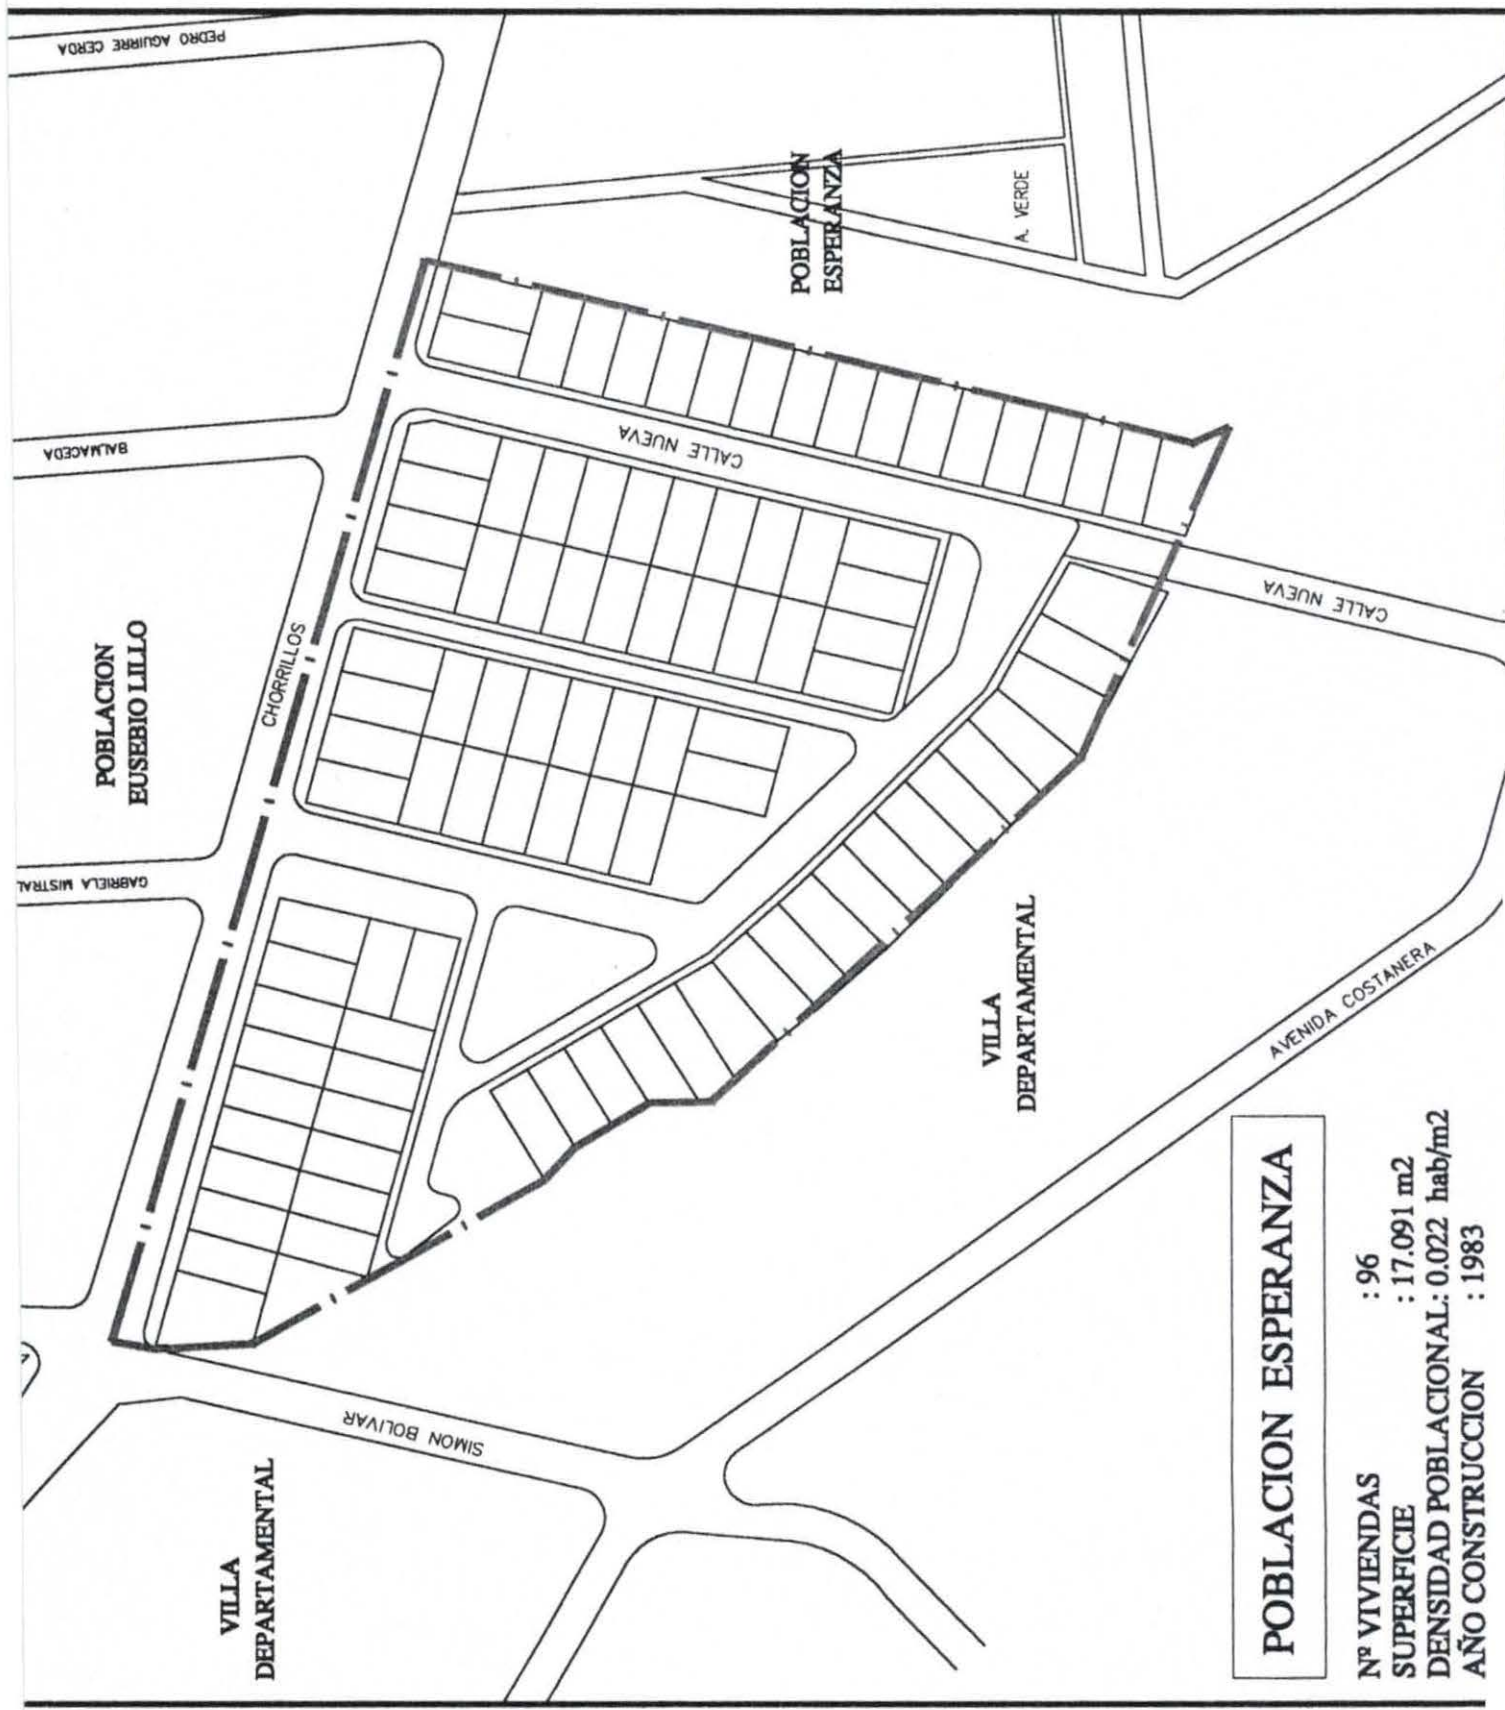 PEDRO AGUIRRE CERDA
BALMACEDA
GABRIELA MISTRAL
POBLACION
EUSEBIO LILLO
CHORRILLOS
POBLACION
ESPERANZA
A. VERDE
CALLE NUEVA
CALLE NUEVA
VILLA
DEPARTAMENTAL
AVENIDA COSTANERA
SIMON BOLIVAR
VILLA
DEPARTAMENTAL
POBLACION ESPERANZA
Nº VIVIENDAS : 96
SUPERFICIE : 17.091 m2
DENSIDAD POBLACIONAL: 0.022 hab/m2
AÑO CONSTRUCCION : 1983